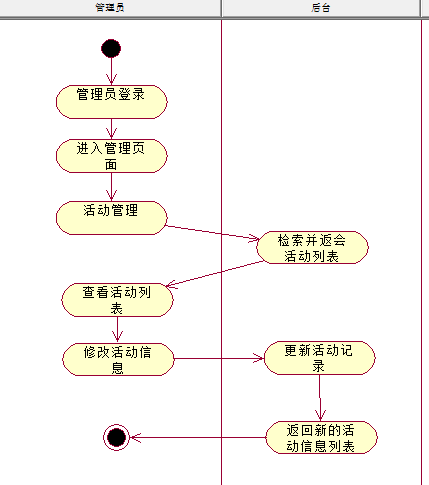 管理员
后台
管理员登录
进入管理页
面
活动管理
检索并返会
活动列表
查看活动列
表
修改活动信
息
更新活动记
录
返回新的活
动信息列表